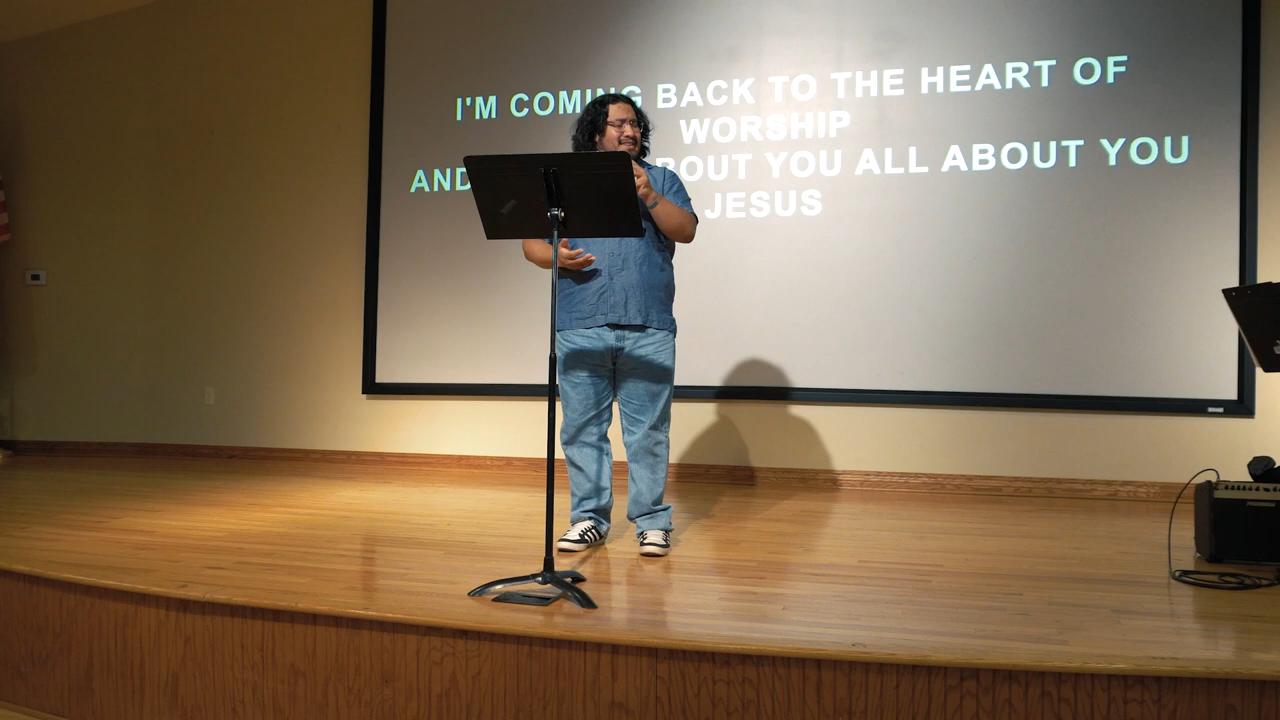 I'M COMING BACK TO THE HEART OF
WORSHIP
AND BOUT YOU ALL ABOUT YOU
JESUS